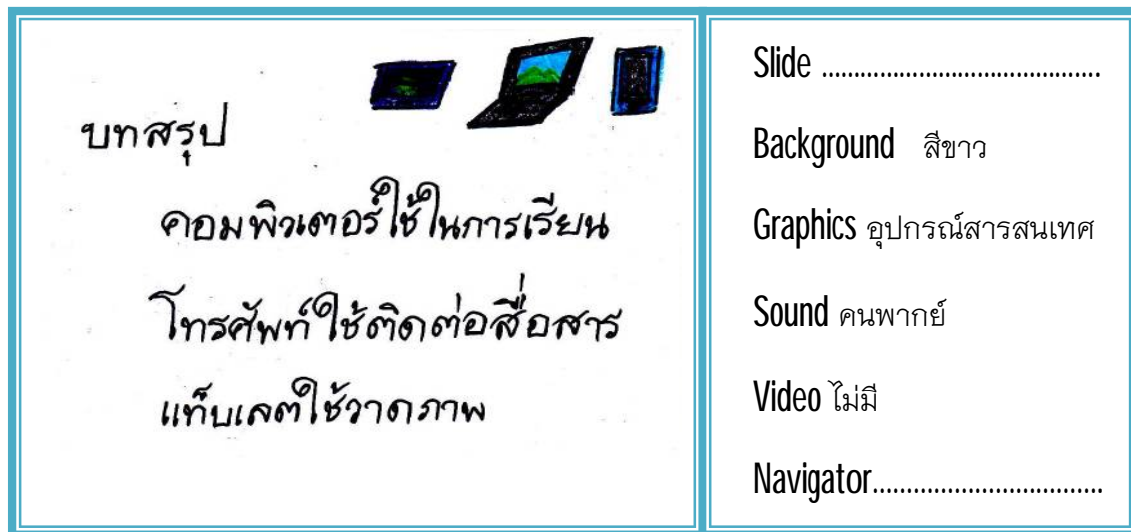 บทสรุป
คอมพิวเตอร์ใช้ในการเรียน
โทรศัพท์ใช้ติดต่อสื่อสาร
แท็บเลตใช้วาดภาพ
Slide ............................................
Background สีขาว
Graphics อุปกรณ์สารสนเทศ
Sound คนพากย์
Video ไม่มี
Navigator..................................